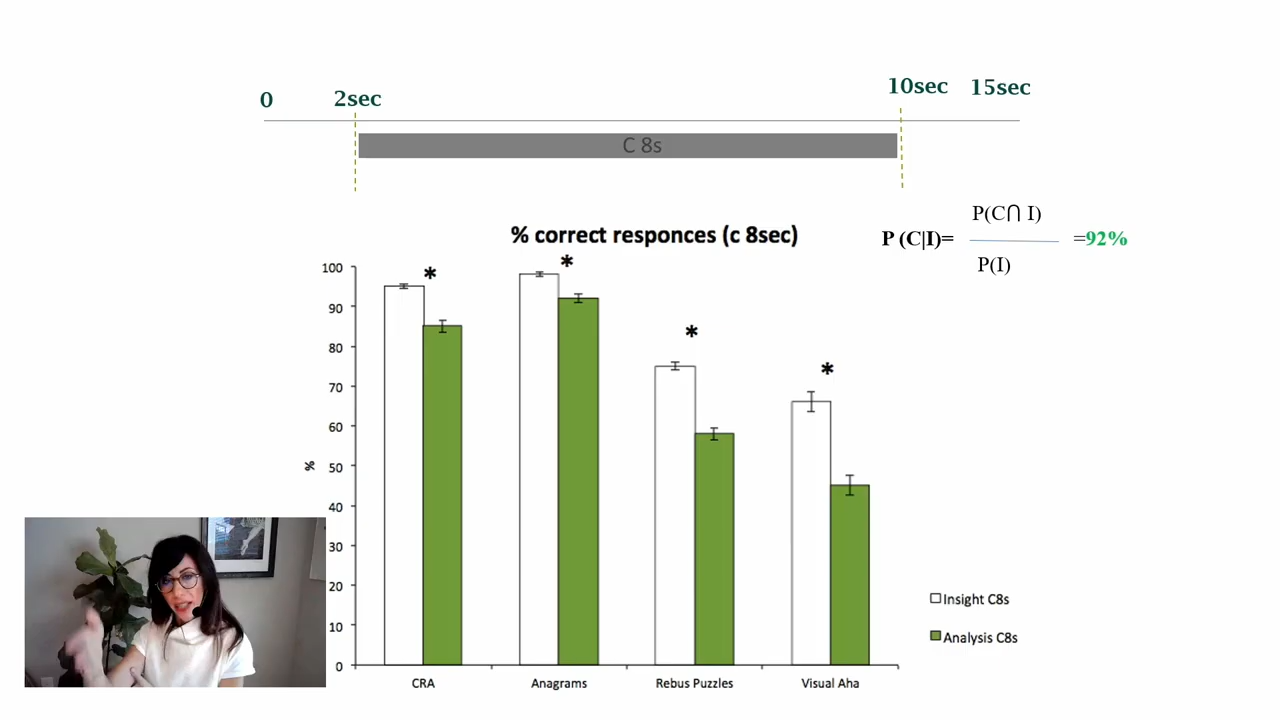 0 2sec 10sec 15sec
C 8s
% correct responces (c 8sec)
P(C⋂ I)
P (C|I)= =92%
P(I)
* * * *
100
90
80
70
60
50
40
30
20
10
0
%
CRA Anagrams Rebus Puzzles Visual Aha
Insight C8s
Analysis C8s